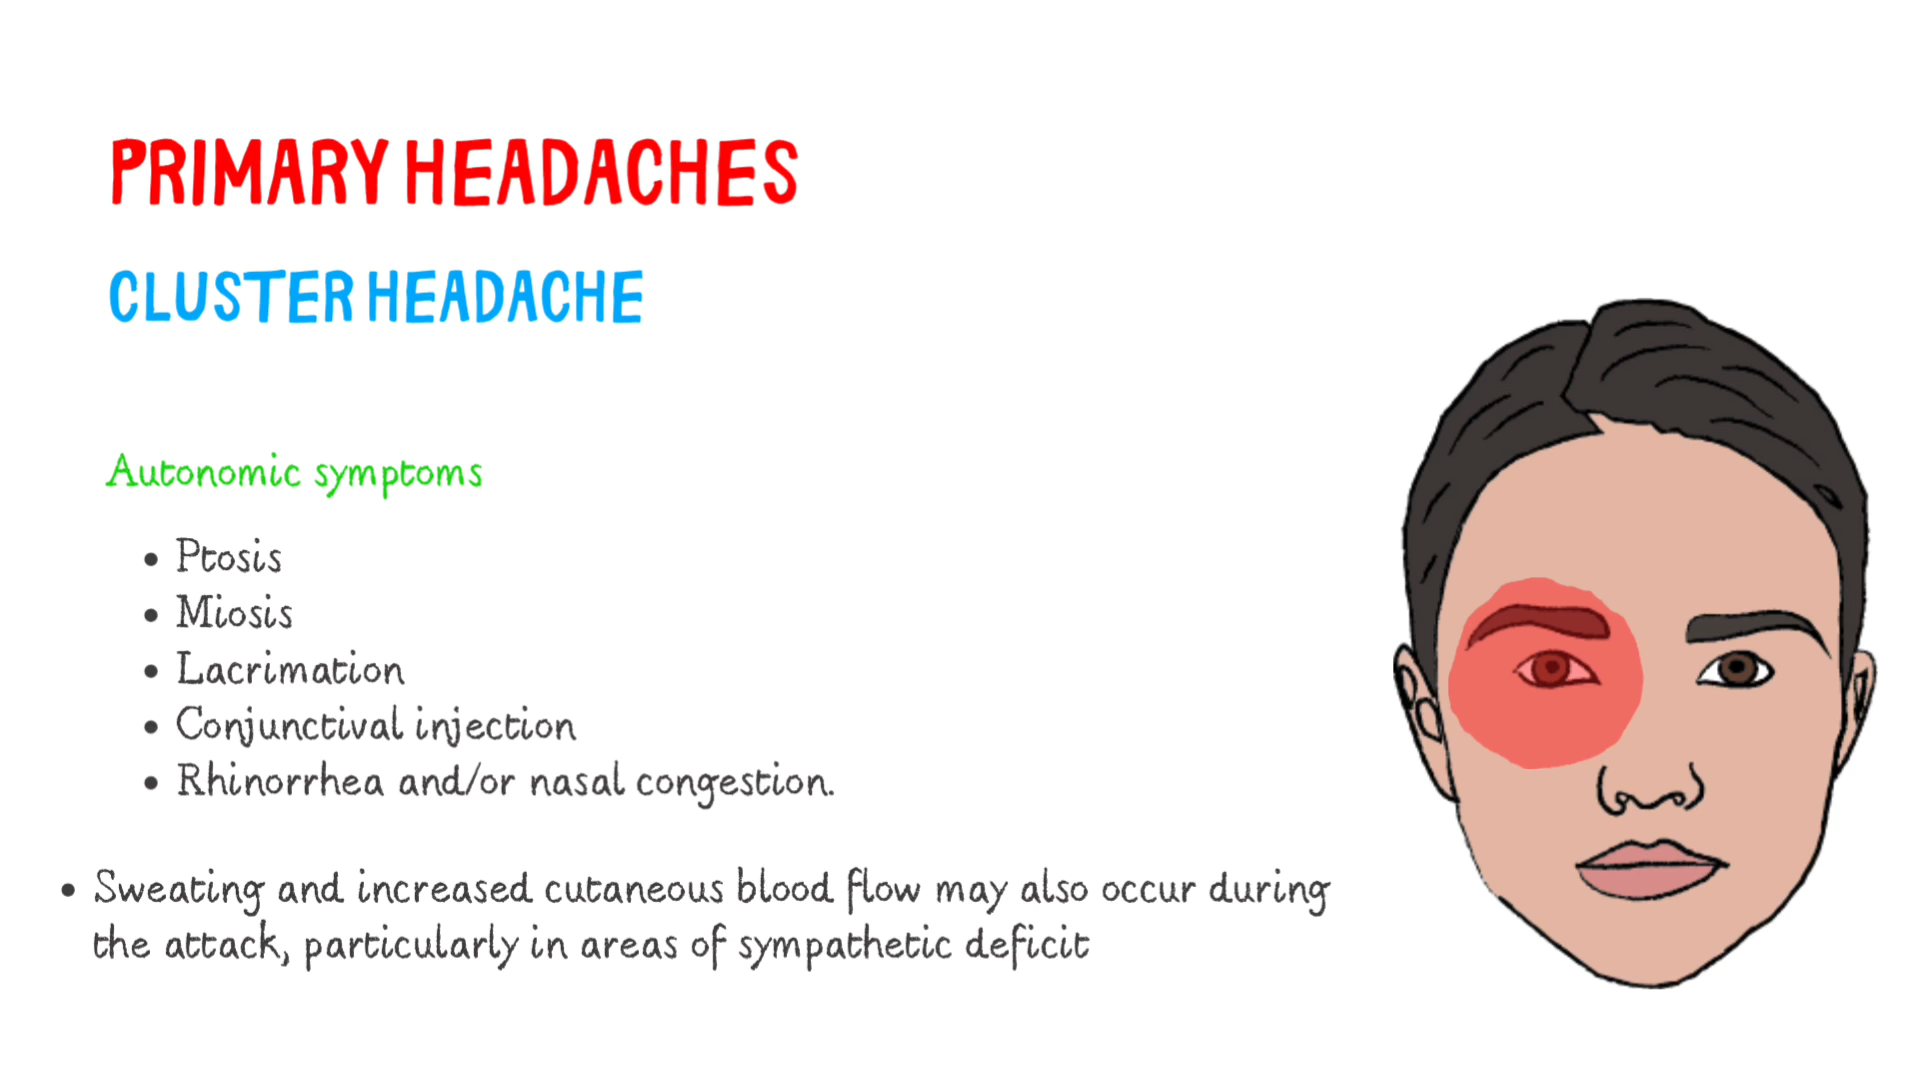 PRIMARY HEADACHES
CLUSTER HEADACHE
Autonomic symptoms
• Ptosis
• Miosis
• Lacrimation
• Conjunctival injection
• Rhinorrhea and/or nasal congestion.
• Sweating and increased cutaneous blood flow may also occur during
the attack, particularly in areas of sympathetic deficit